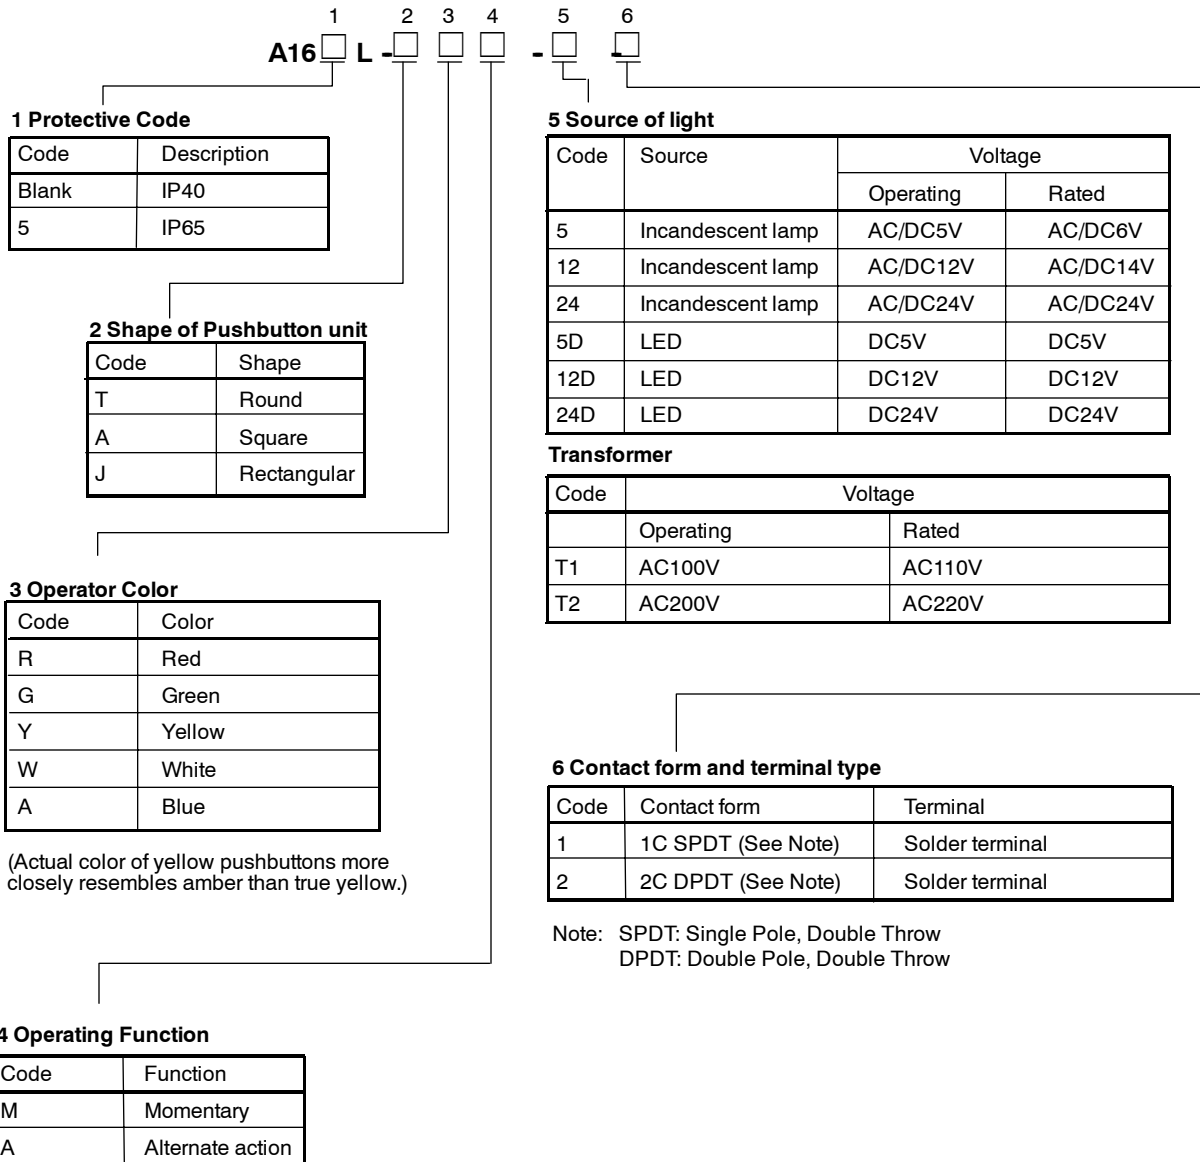 1 2 3 4 5 6
A16□ L -□ □ □ - □ -□
1 Protective Code
Code Description
Blank IP40
5 IP65
2 Shape of Pushbutton unit
Code Shape
T Round
A Square
J Rectangular
3 Operator Color
Code Color
R Red
G Green
Y Yellow
W White
A Blue
(Actual color of yellow pushbuttons more
closely resembles amber than true yellow.)
4 Operating Function
Code Function
M Momentary
A Alternate action
5 Source of light
Code Source Voltage
Operating Rated
5 Incandescent lamp AC/DC5V AC/DC6V
12 Incandescent lamp AC/DC12V AC/DC14V
24 Incandescent lamp AC/DC24V AC/DC24V
5D LED DC5V DC5V
12D LED DC12V DC12V
24D LED DC24V DC24V
Transformer
Code Voltage
Operating Rated
T1 AC100V AC110V
T2 AC200V AC220V
6 Contact form and terminal type
Code Contact form Terminal
1 1C SPDT (See Note) Solder terminal
2 2C DPDT (See Note) Solder terminal
Note: SPDT: Single Pole, Double Throw
DPDT: Double Pole, Double Throw